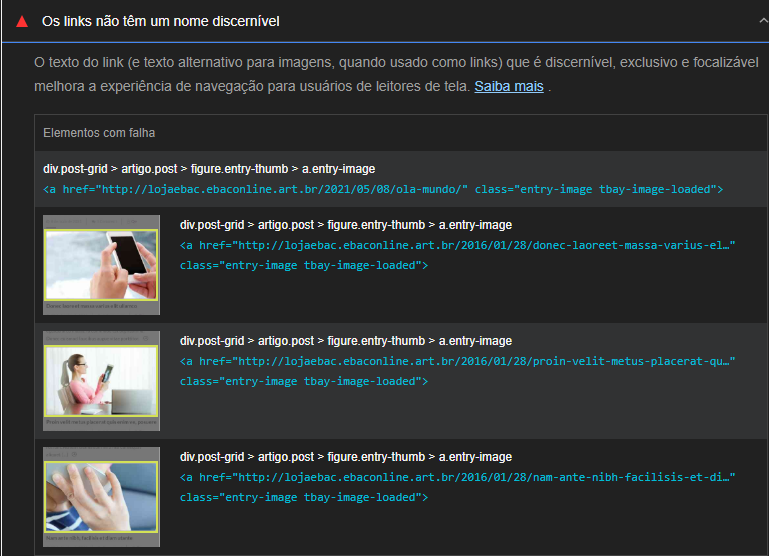 Os links não têm um nome discernível
O texto do link (e texto alternativo para imagens, quando usado como links) que é discernível, exclusivo e focalizável
melhora a experiência de navegação para usuários de leitores de tela. Saiba mais .
Elementos com falha
div.post-grid > artigo.post > figure.entry-thumb > a.entry-image
<a href="http://lojaebac.ebaconline.art.br/2021/05/08/ola-mundo/" class="entry-image tbay-image-loaded">
div.post-grid > artigo.post > figure.entry-thumb > a.entry-image
<a href="http://lojaebac.ebaconline.art.br/2016/01/28/donec-laoreet-massa-varius-el…"
class="entry-image tbay-image-loaded">
div.post-grid > artigo.post > figure.entry-thumb > a.entry-image
<a href="http://lojaebac.ebaconline.art.br/2016/01/28/proin-velit-metus-placerat-qu…"
class="entry-image tbay-image-loaded">
div.post-grid > artigo.post > figure.entry-thumb > a.entry-image
<a href="http://lojaebac.ebaconline.art.br/2016/01/28/nam-ante-nibh-facilisis-et-di…"
class="entry-image tbay-image-loaded">